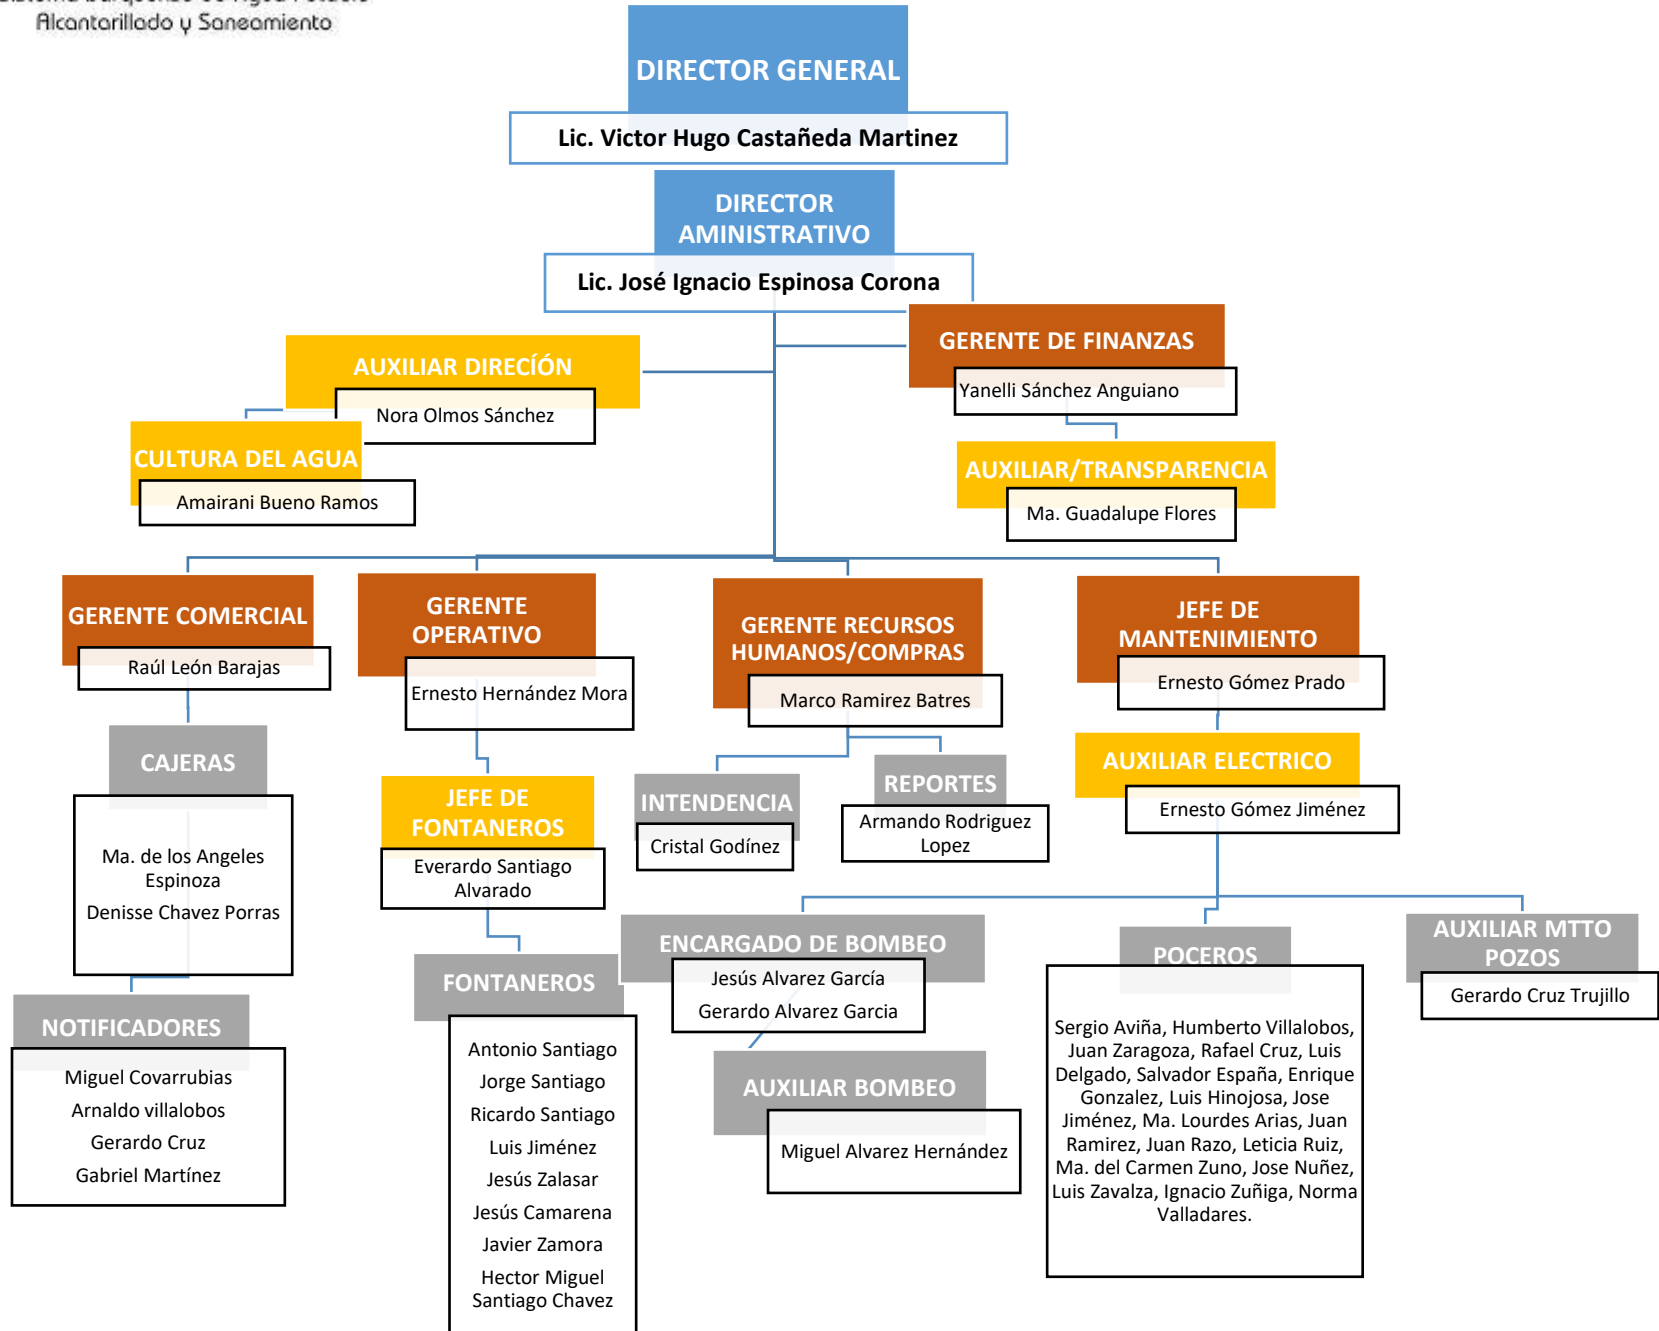 Alcantarillado y Saneamiento
DIRECTOR GENERAL
Lic. Victor Hugo Castañeda Martinez
DIRECTOR
AMINISTRATIVO
Lic. José Ignacio Espinosa Corona
GERENTE DE FINANZAS
Yanelli Sánchez Anguiano
AUXILIAR DIRECÍÓN
Nora Olmos Sánchez
CULTURA DEL AGUA
Amairani Bueno Ramos
AUXILIAR/TRANSPARENCIA
Ma. Guadalupe Flores
GERENTE COMERCIAL
Raúl León Barajas
GERENTE
OPERATIVO
Ernesto Hernández Mora
GERENTE RECURSOS
HUMANOS/COMPRAS
Marco Ramirez Batres
JEFE DE
MANTENIMIENTO
Ernesto Gómez Prado
CAJERAS
Ma. de los Angeles
Espinoza
Denisse Chavez Porras
JEFE DE
FONTANEROS
Everardo Santiago
Alvarado
INTENDENCIA
Cristal Godínez
REPORTES
Armando Rodriguez
Lopez
AUXILIAR ELECTRICO
Ernesto Gómez Jiménez
NOTIFICADORES
Miguel Covarrubias
Arnaldo villalobos
Gerardo Cruz
Gabriel Martínez
FONTANEROS
Antonio Santiago
Jorge Santiago
Ricardo Santiago
Luis Jiménez
Jesús Zalasar
Jesús Camarena
Javier Zamora
Hector Miguel
Santiago Chavez
ENCARGADO DE BOMBEO
Jesús Alvarez García
Gerardo Alvarez Garcia
AUXILIAR BOMBEO
Miguel Alvarez Hernández
POCEROS
Sergio Aviña, Humberto Villalobos,
Juan Zaragoza, Rafael Cruz, Luis
Delgado, Salvador España, Enrique
Gonzalez, Luis Hinojosa, Jose
Jiménez, Ma. Lourdes Arias, Juan
Ramirez, Juan Razo, Leticia Ruiz,
Ma. del Carmen Zuno, Jose Nuñez,
Luis Zavalza, Ignacio Zuñiga, Norma
Valladares.
AUXILIAR MTTO
POZOS
Gerardo Cruz Trujillo